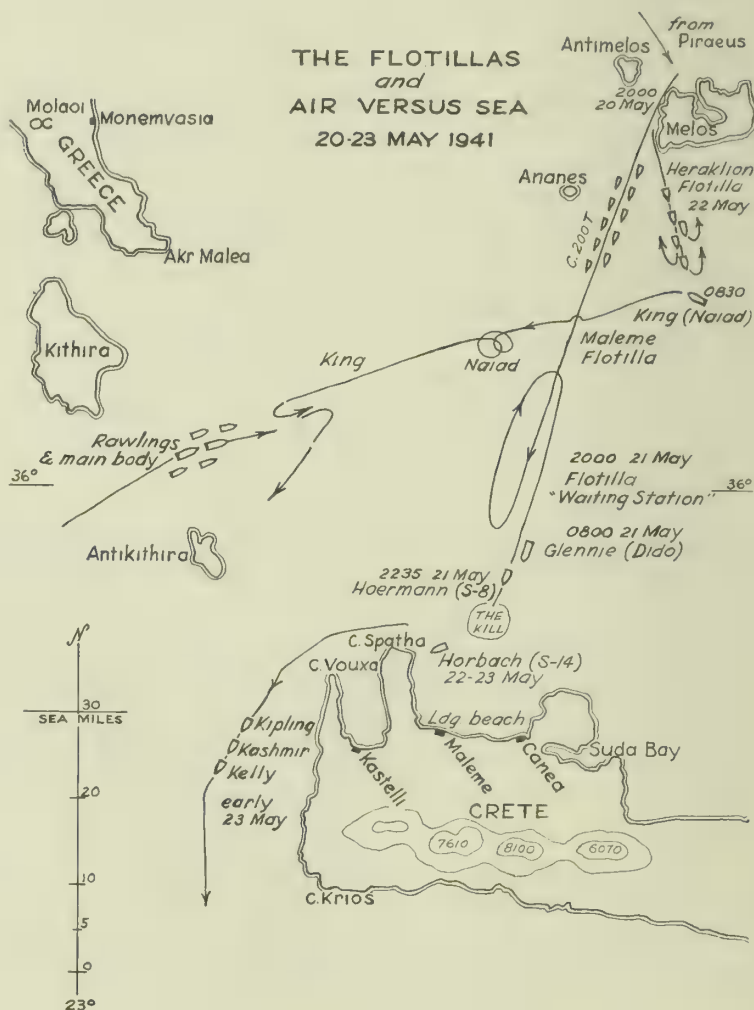 THE FLOTILLAS
and
AIR VERSUS SEA
20-23 MAY 1941
from
Piraeus
Antimelos
2000
20 May
Melos
Molaoi
Monemvasia
GREECE
Akr Malea
Ananes
Heraklion
Flotilla
22 May
C.200T
0830
King (Naiad)
Kithira
King
Naiad
Maleme
Flotilla
Rawlings
& main body
36°
2000 21 May
Flotilla
"Waiting Station"
36°
Antikithira
0800 21 May
Glennie (Dido)
2235 21 May
Hoermann (S-8)
THE
KILL
N
C. Spatha
Horbach (S-14)
22-23 May
C. Vouxa
30
SEA MILES
Ldg beach
Kipling
Kashmir
Kelly
early
23 May
Kastelli
Maleme
Canea
Suda Bay
20
CRETE
7610
8100
6070
10
C. Krios
5
0
23°